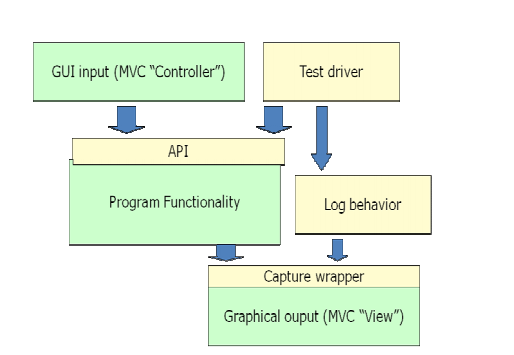 GUI input (MVC “Controller”)
Test driver
API
Program Functionality
Log behavior
Capture wrapper
Graphical ouput (MVC “View”)